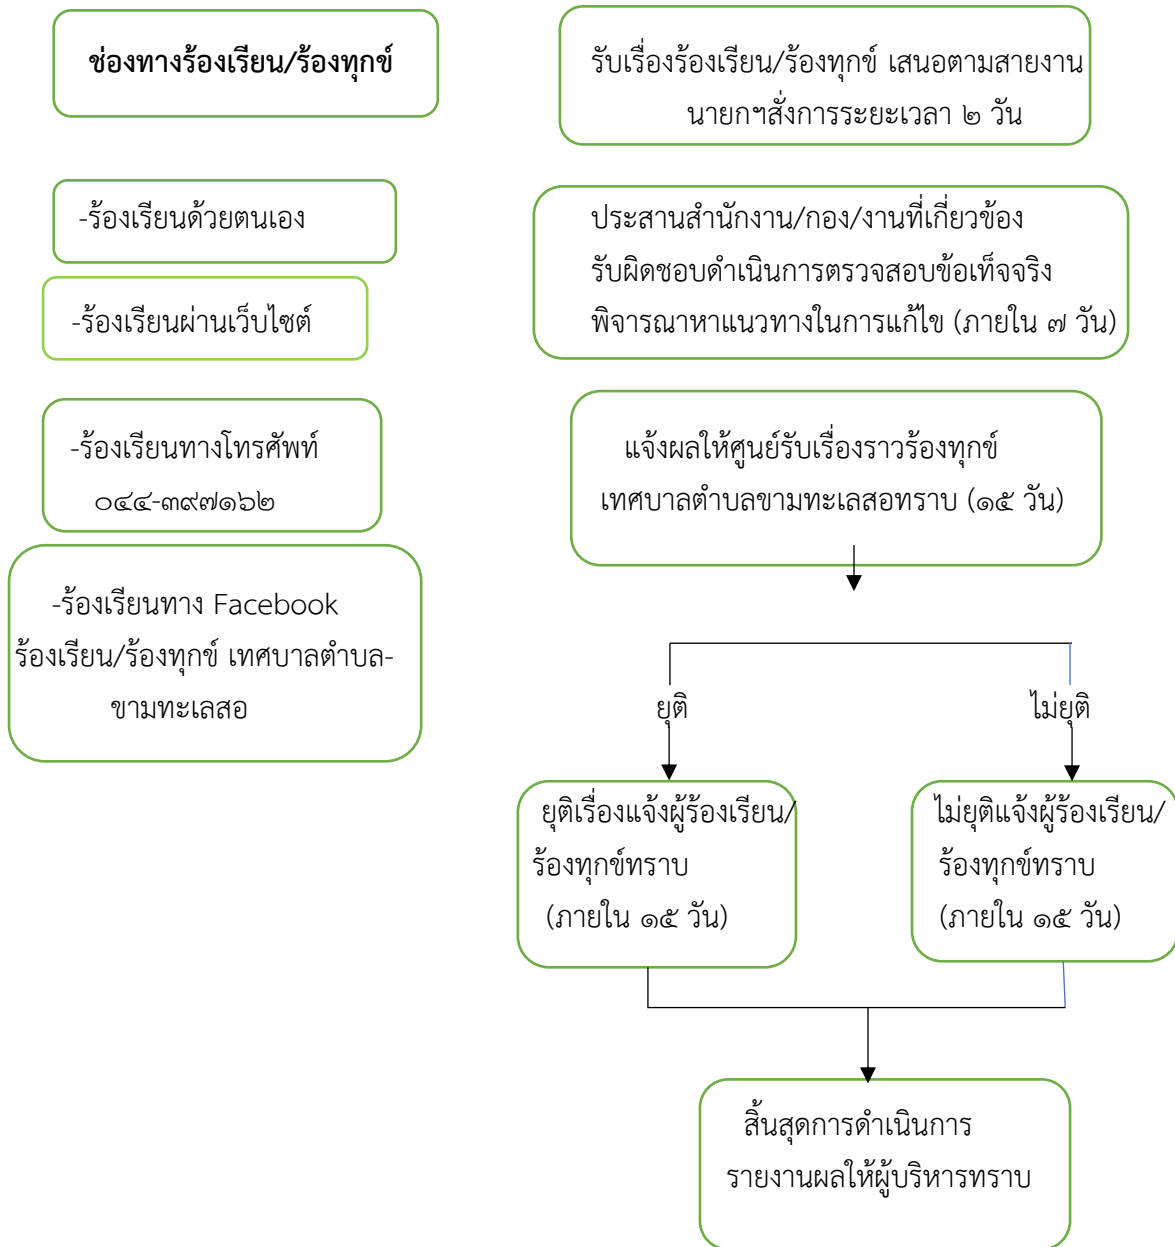 ช่องทางร้องเรียน/ร้องทุกข์
-ร้องเรียนด้วยตนเอง
-ร้องเรียนผ่านเว็บไซต์
-ร้องเรียนทางโทรศัพท์
๐๔๔-๓๙๗๑๖๒
-ร้องเรียนทาง Facebook
ร้องเรียน/ร้องทุกข์ เทศบาลตำบล-
ขามทะเลสอ
รับเรื่องร้องเรียน/ร้องทุกข์ เสนอตามสายงาน
นายกฯสั่งการระยะเวลา ๒ วัน
ประสานสำนักงาน/กอง/งานที่เกี่ยวข้อง
รับผิดชอบดำเนินการตรวจสอบข้อเท็จจริง
พิจารณาหาแนวทางในการแก้ไข (ภายใน ๗ วัน)
แจ้งผลให้ศูนย์รับเรื่องราวร้องทุกข์
เทศบาลตำบลขามทะเลสอทราบ (๑๕ วัน)
ยุติ
ไม่ยุติ
ยุติเรื่องแจ้งผู้ร้องเรียน/
ร้องทุกข์ทราบ
(ภายใน ๑๕ วัน)
ไม่ยุติแจ้งผู้ร้องเรียน/
ร้องทุกข์ทราบ
(ภายใน ๑๕ วัน)
สิ้นสุดการดำเนินการ
รายงานผลให้ผู้บริหารทราบ